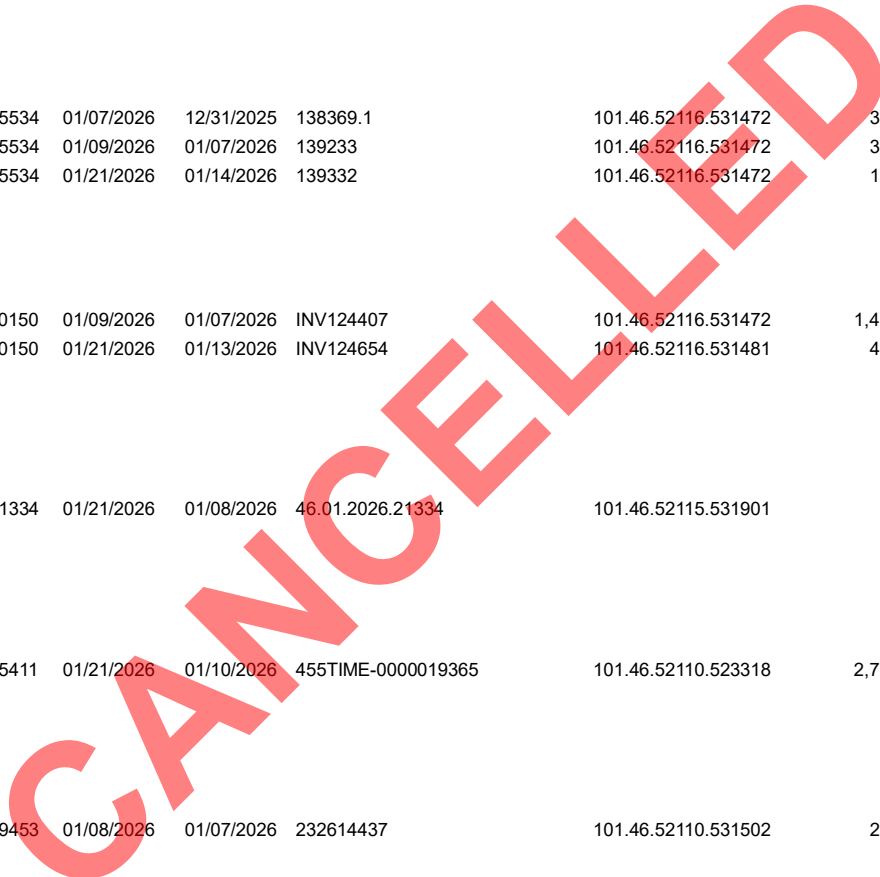 5534 01/07/2026 12/31/2025 138369.1 101.46.52116.531472 3
5534 01/09/2026 01/07/2026 139233 101.46.52116.531472 3
5534 01/21/2026 01/14/2026 139332 101.46.52116.531472 1
0150 01/09/2026 01/07/2026 INV124407 101.46.52116.531472 1,4
0150 01/21/2026 01/13/2026 INV124654 101.46.52116.531481 4
1334 01/21/2026 01/08/2026 46.01.2026.21334 101.46.52115.531901
5411 01/21/2026 01/10/2026 455TIME-0000019365 101.46.52110.523318 2,7
9453 01/08/2026 01/07/2026 232614437 101.46.52110.531502 2
CANCELLED